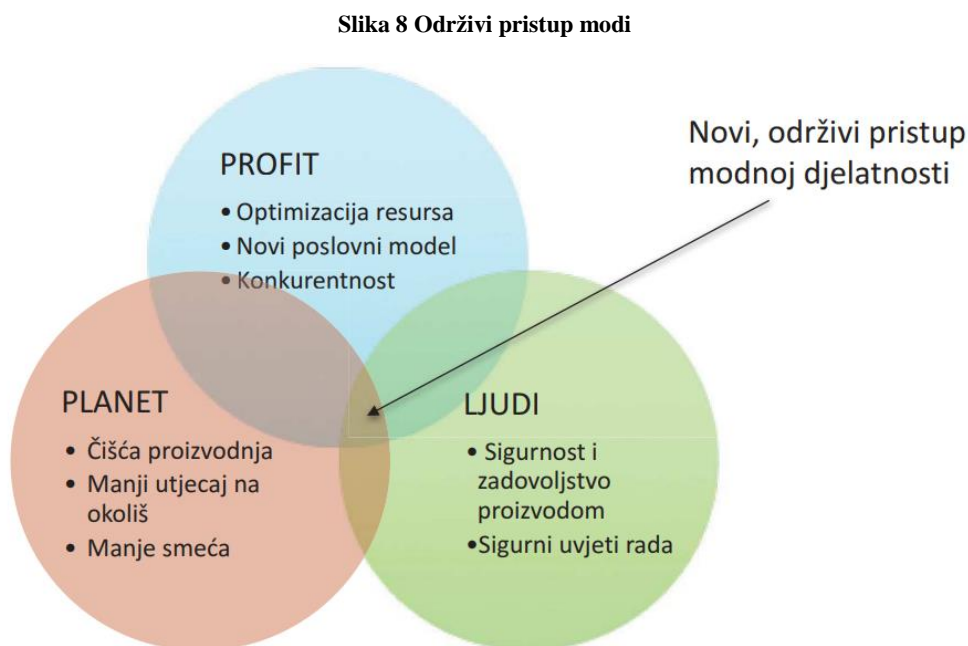 Slika 8 Održivi pristup modi
Novi, održivi pristup
modnoj djelatnosti
PROFIT
• Optimizacija resursa
• Novi poslovni model
• Konkurentnost
PLANET
• Čišća proizvodnja
• Manji utjecaj na
okoliš
• Manje smeća
LJUDI
• Sigurnost i
zadovoljstvo
proizvodom
•Sigurni uvjeti rada